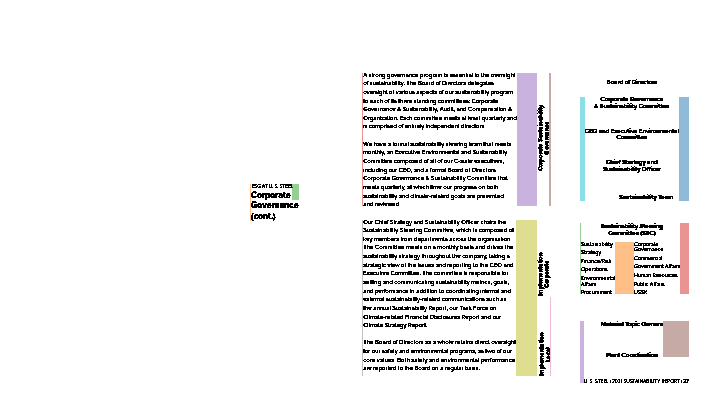 ESG AT U. S. STEEL
Corporate
Governance
(cont.)
A strong governance program is essential to the oversight
of sustainability. The Board of Directors delegates
oversight of various aspects of our sustainability program
to each of its three standing committees: Corporate
Governance & Sustainability, Audit, and Compensation &
Organization. Each committee meets at least quarterly and
is comprised of entirely independent directors.
We have a formal sustainability steering team that meets
monthly, an Executive Environmental and Sustainability
Committee composed of all of our C-suite executives,
including our CEO, and a formal Board of Directors
Corporate Governance & Sustainability Committee that
meets quarterly, at which time our progress on both
sustainability and climate-related goals are presented
and reviewed.
Our Chief Strategy and Sustainability Officer chairs the
Sustainability Steering Committee, which is composed of
key members from departments across the organization.
The Committee meets on a monthly basis and drives the
sustainability strategy throughout the company, taking a
strategic view of the issues and reporting to the CEO and
Executive Committee. The committee is responsible for
setting and communicating sustainability metrics, goals,
and performance in addition to coordinating internal and
external sustainability-related communications such as
the annual Sustainability Report, our Task Force on
Climate-related Financial Disclosures Report and our
Climate Strategy Report.
The Board of Directors as a whole retains direct oversight
for our safety and environmental programs, as two of our
core values. Both safety and environmental performance
are reported to the Board on a regular basis.
Corporate Sustainability
Governance
Implementation
Corporate
Implementation
Local
Board of Directors
Corporate Governance
& Sustainability Committee
CEO and Executive Environmental
Committee
Chief Strategy and
Sustainability Officer
Sustainability Team
Sustainability Steering
Committee (SSC)
Sustainability
Strategy
Finance/Risk
Operations
Environmental
Affairs
Procurement
Corporate
Governance
Commercial
Government Affairs
Human Resources
Public Affairs
USSK
Material Topic Owners
Plant Coordination
U. S. STEEL | 2021 SUSTAINABILITY REPORT | 27